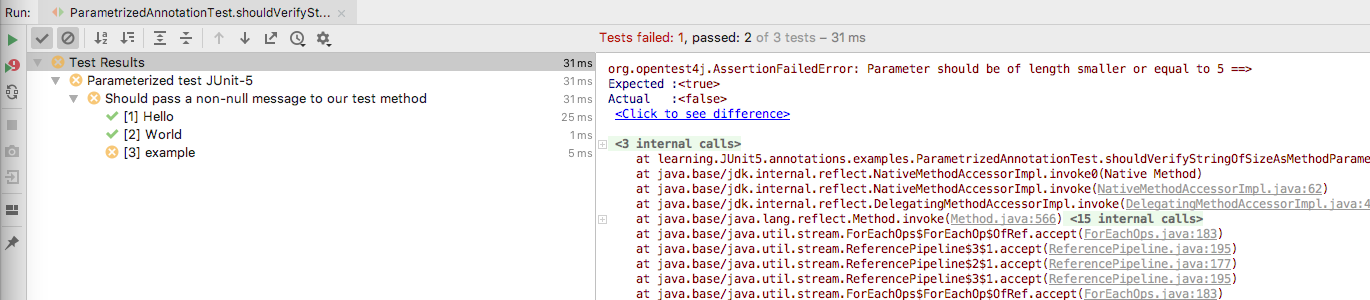 Run: ParametrizedAnnotationTest.shouldVerifySt...
Tests failed: 1, passed: 2 of 3 tests – 31 ms
Test Results 31 ms
Parameterized test JUnit-5 31 ms
Should pass a non-null message to our test method 31 ms
[1] Hello 25 ms
[2] World 1 ms
[3] example 5 ms
org.opentest4j.AssertionFailedError: Parameter should be of length smaller or equal to 5 ==>
Expected :<true>
Actual :<false>
<Click to see difference>
<3 internal calls>
at learning.JUnit5.annotations.examples.ParametrizedAnnotationTest.shouldVerifyStringOfSizeAsMethodParame
at java.base/jdk.internal.reflect.NativeMethodAccessorImpl.invoke0(Native Method)
at java.base/jdk.internal.reflect.NativeMethodAccessorImpl.invoke(NativeMethodAccessorImpl.java:62)
at java.base/jdk.internal.reflect.DelegatingMethodAccessorImpl.invoke(DelegatingMethodAccessorImpl.java:4
at java.base/java.lang.reflect.Method.invoke(Method.java:566) <15 internal calls>
at java.base/java.util.stream.ForEachOps$ForEachOp$OfRef.accept(ForEachOps.java:183)
at java.base/java.util.stream.ReferencePipeline$3$1.accept(ReferencePipeline.java:195)
at java.base/java.util.stream.ReferencePipeline$2$1.accept(ReferencePipeline.java:177)
at java.base/java.util.stream.ReferencePipeline$3$1.accept(ReferencePipeline.java:195)
at java.base/java.util.stream.ForEachOps$ForEachOp$OfRef.accept(ForEachOps.java:183)